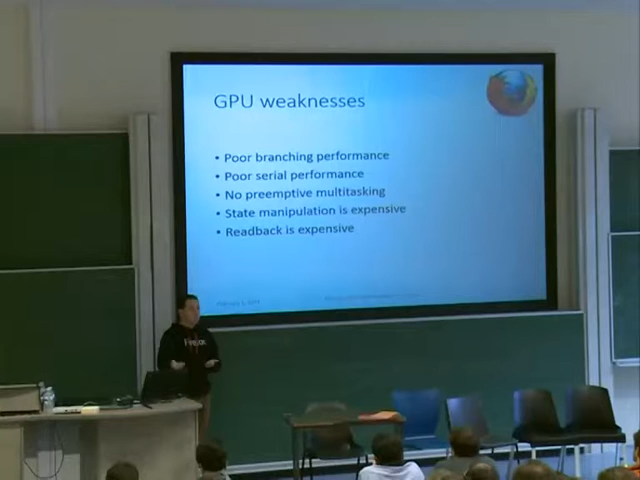 GPU weaknesses
• Poor branching performance
• Poor serial performance
• No preemptive multitasking
• State manipulation is expensive
• Readback is expensive